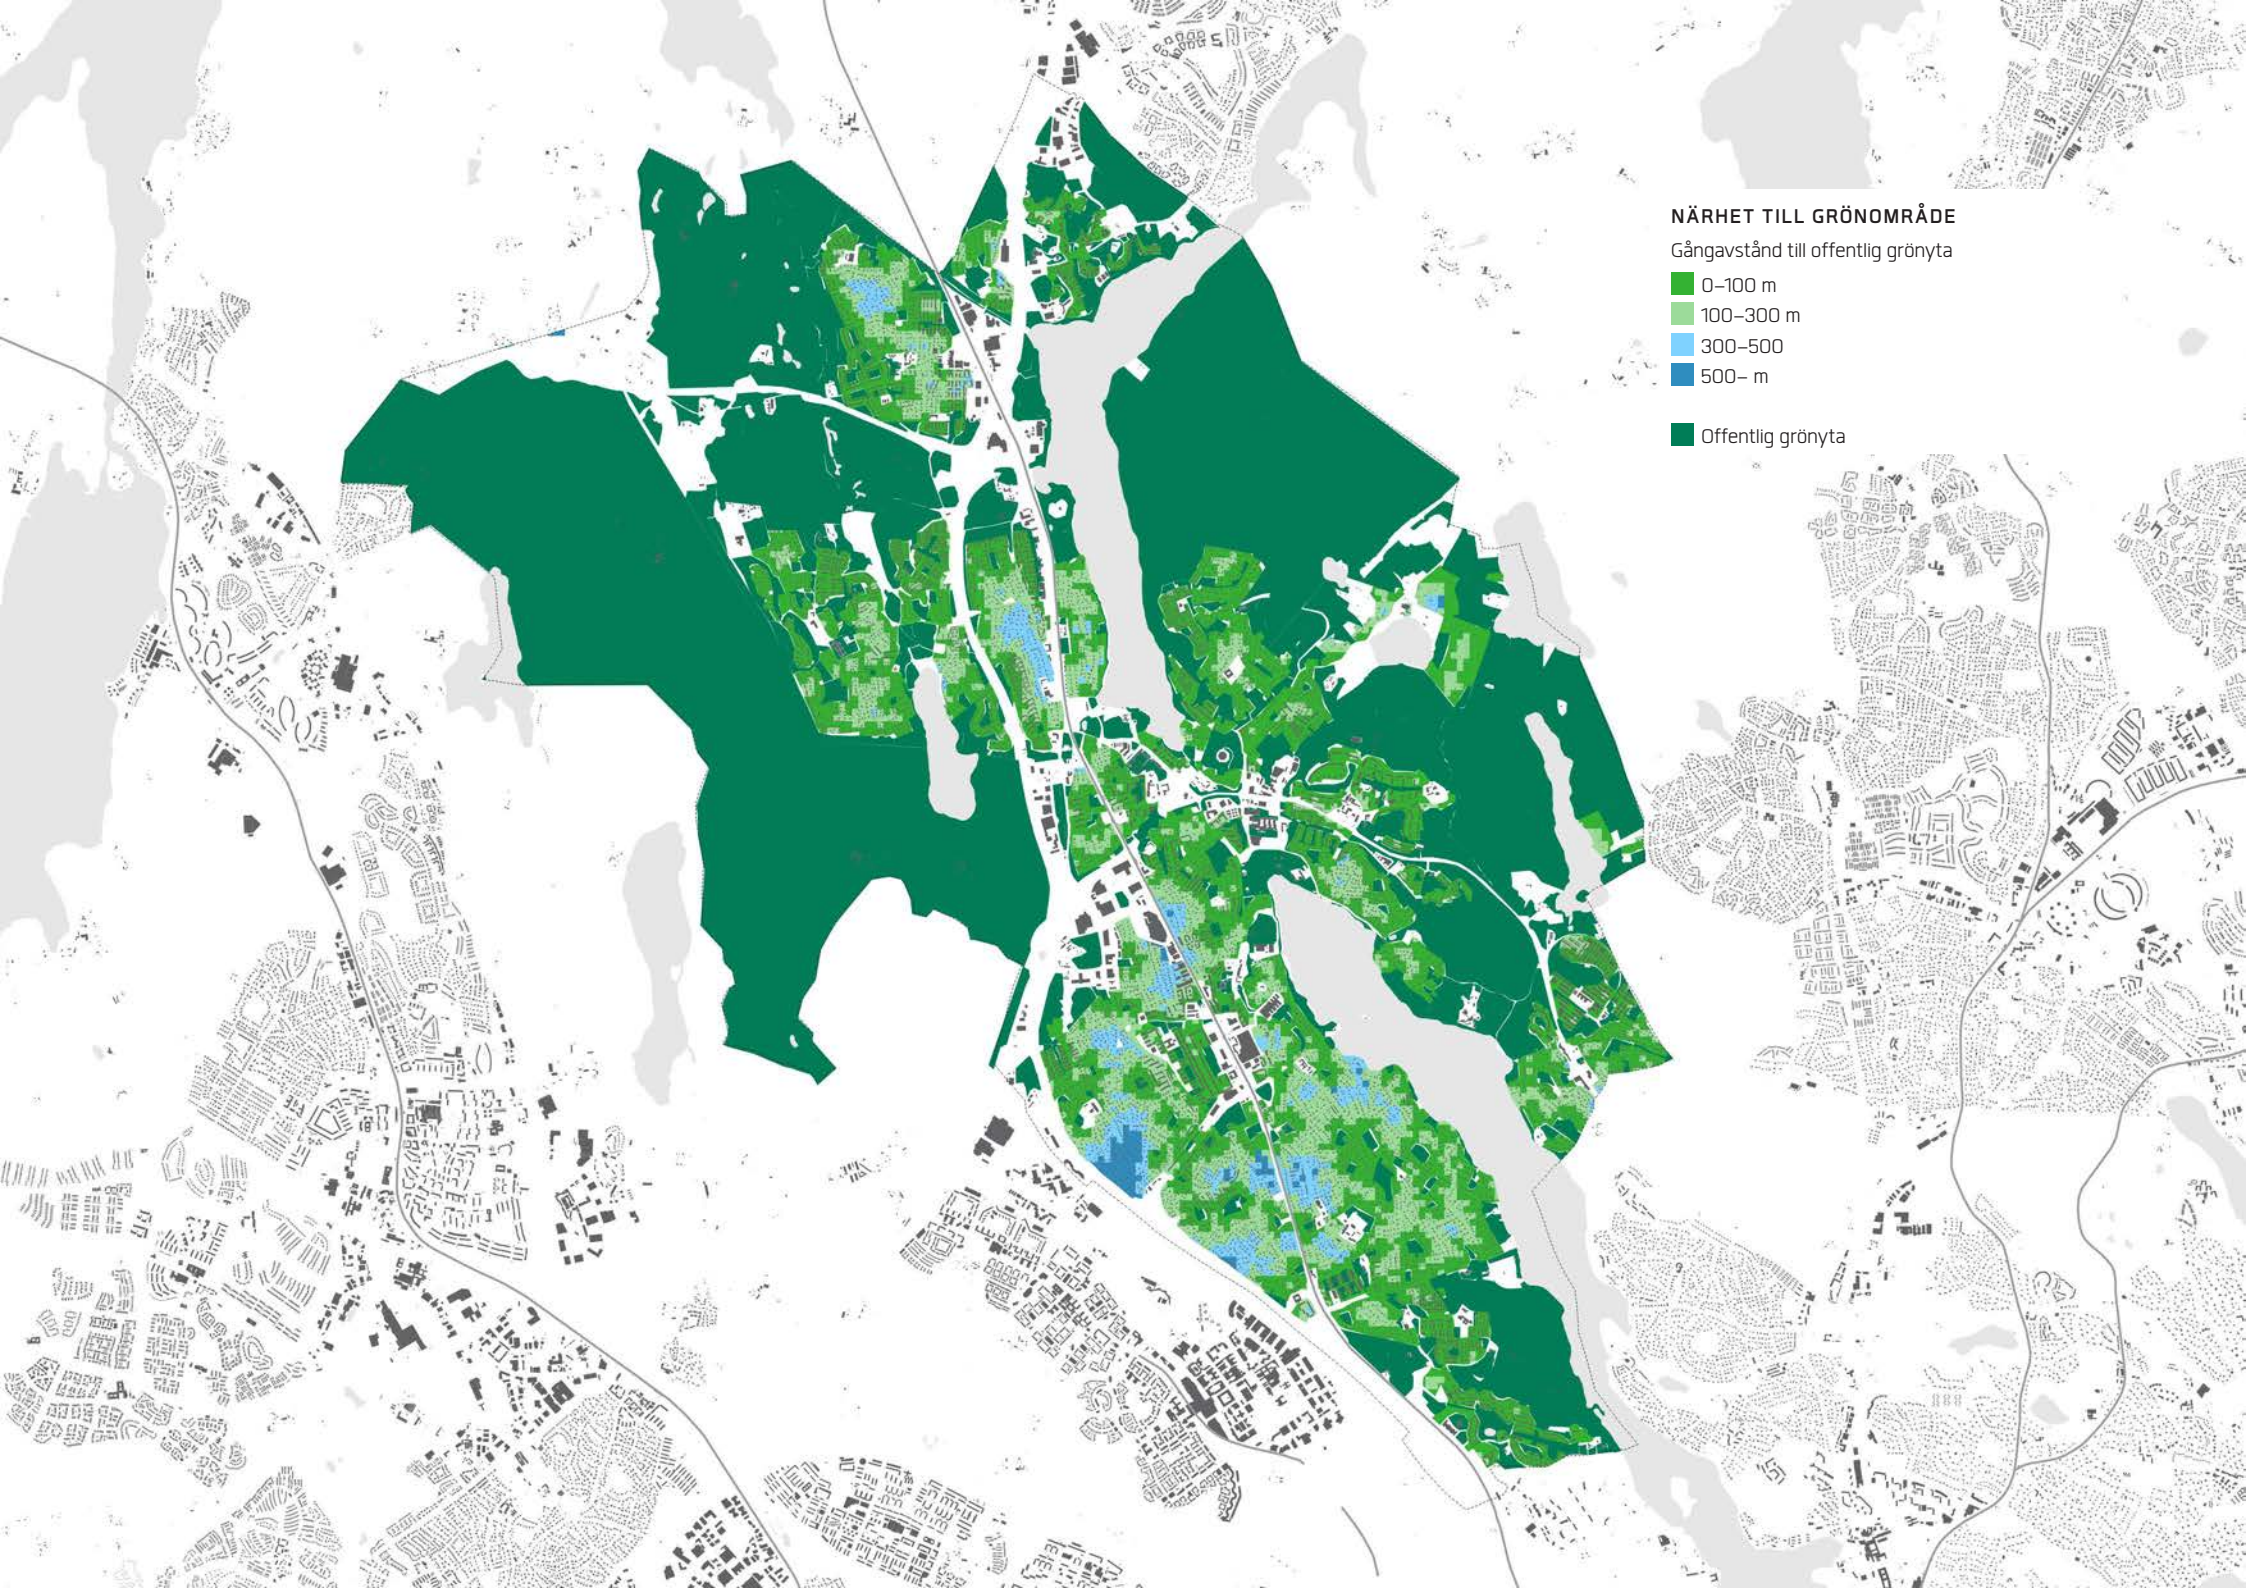 NÄRHET TILL GRÖNOMRÅDE
Gångavstånd till offentlig grönyta
0–100 m
100–300 m
300–500
500– m
Offentlig grönyta